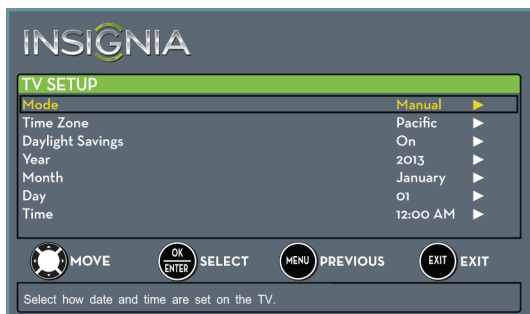 INSIGNIA
TV SETUP
Mode Manual
Time Zone Pacific
Daylight Savings On
Year 2013
Month January
Day 01
Time 12:00 AM
MOVE OK ENTER SELECT MENU PREVIOUS EXIT EXIT
Select how date and time are set on the TV.